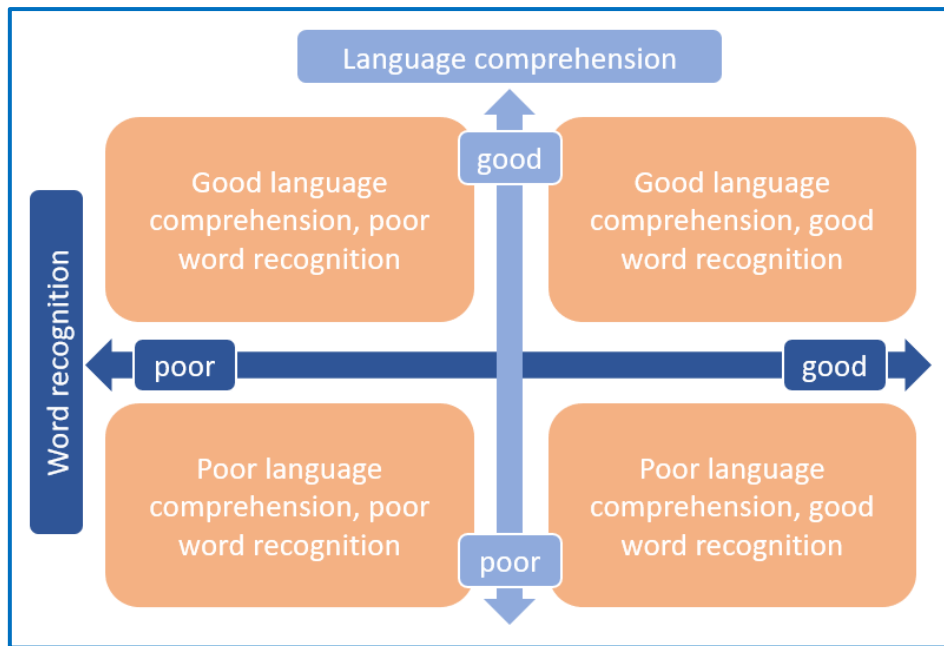 Language comprehension
good
Good language
comprehension, poor
word recognition
Good language
comprehension, good
word recognition
Word recognition
poor
good
Poor language
comprehension, poor
word recognition
Poor language
comprehension, good
word recognition
poor